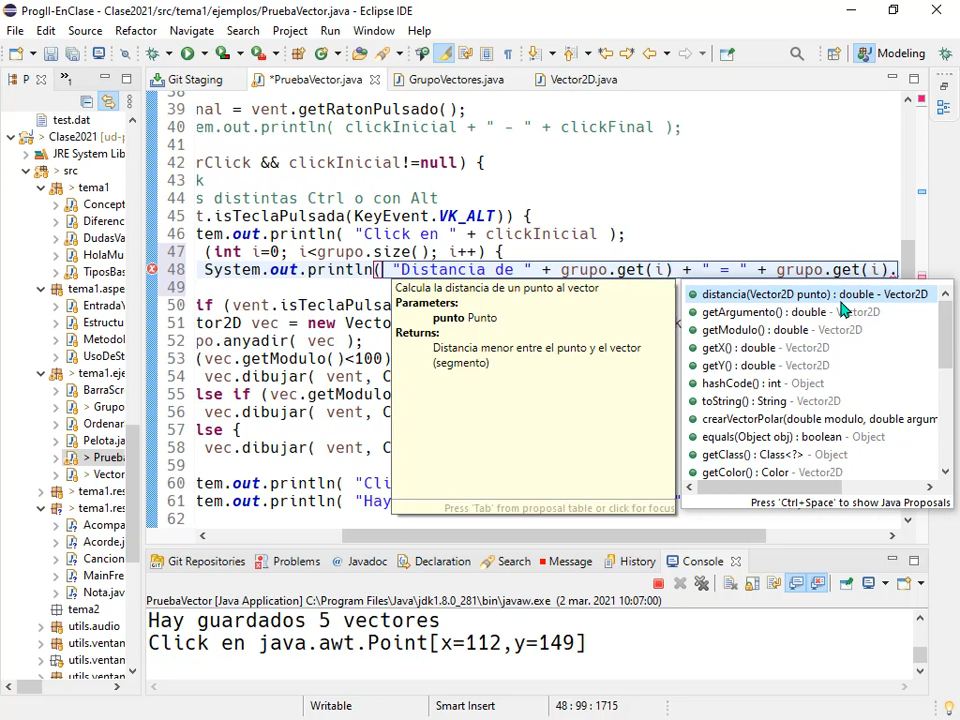 ProgII-EnClase - Clase2021/src/tema1/ejemplos/PruebaVector.java - Eclipse IDE
File Edit Source Refactor Navigate Search Project Run Window Help
Modeling
P
test.dat
Clase2021 [ud-p
JRE System Lib
> src
> tema1
Concept
Diferenc
DudasVa
HolaMu
TiposBas
tema1.aspe
EntradaY
Estructu
Metodol
UsoDeSt
> tema1.eje
BarraScr
> Grupo
Ordenar
Pelota.ja
> Prueba
> Vector
tema1.res
tema1.res
Acompa
Acorde.j
Cancion
MainFre
Nota.jav
tema2
utils.audio
utils.ventan
utils.ventan
utils.ventan
Git Staging *PruebaVector.java GrupoVectores.java Vector2D.java
38
39 nal = vent.getRatonPulsado();
40 em.out.println( clickInicial + " - " + clickFinal );
41
42 rClick && clickInicial!=null) {
43 k
44 s distintas Ctrl o con Alt
45 t.isTeclaPulsada(KeyEvent.VK_ALT)) {
46 tem.out.println( "Click en " + clickInicial );
47 (int i=0; i<grupo.size(); i++) {
48 System.out.println( "Distancia de " + grupo.get(i) + " = " + grupo.get(i).
49
50 if (vent.isTeclaPulsa
51 tor2D vec = new Vecto
52 po.anyadir( vec );
53 (vec.getModulo()<100)
54 vec.dibujar( vent, C
55 lse if (vec.getModulo
56 vec.dibujar( vent, C
57 lse {
58 vec.dibujar( vent, C
59
60 tem.out.println( "Cli
61 tem.out.println( "Hay
62
Calcula la distancia de un punto al vector
Parameters:
punto Punto
Returns:
Distancia menor entre el punto y el vector
(segmento)
Press 'Tab' from proposal table or click for focus
distancia(Vector2D punto) : double - Vector2D
getArgumento() : double - Vector2D
getModulo() : double - Vector2D
getX() : double - Vector2D
getY() : double - Vector2D
hashCode() : int - Object
toString() : String - Vector2D
crearVectorPolar(double modulo, double argum
equals(Object obj) : boolean - Object
getClass() : Class<?> - Object
getColor() : Color - Vector2D
Press 'Ctrl+Space' to show Java Proposals
Git Repositories Problems Javadoc Declaration Search Message History Console
PruebaVector [Java Application] C:\Program Files\Java\jdk1.8.0_281\bin\javaw.exe (2 mar. 2021 10:07:00)
Hay guardados 5 vectores
Click en java.awt.Point[x=112,y=149]
Writable Smart Insert 48 : 99 : 1715